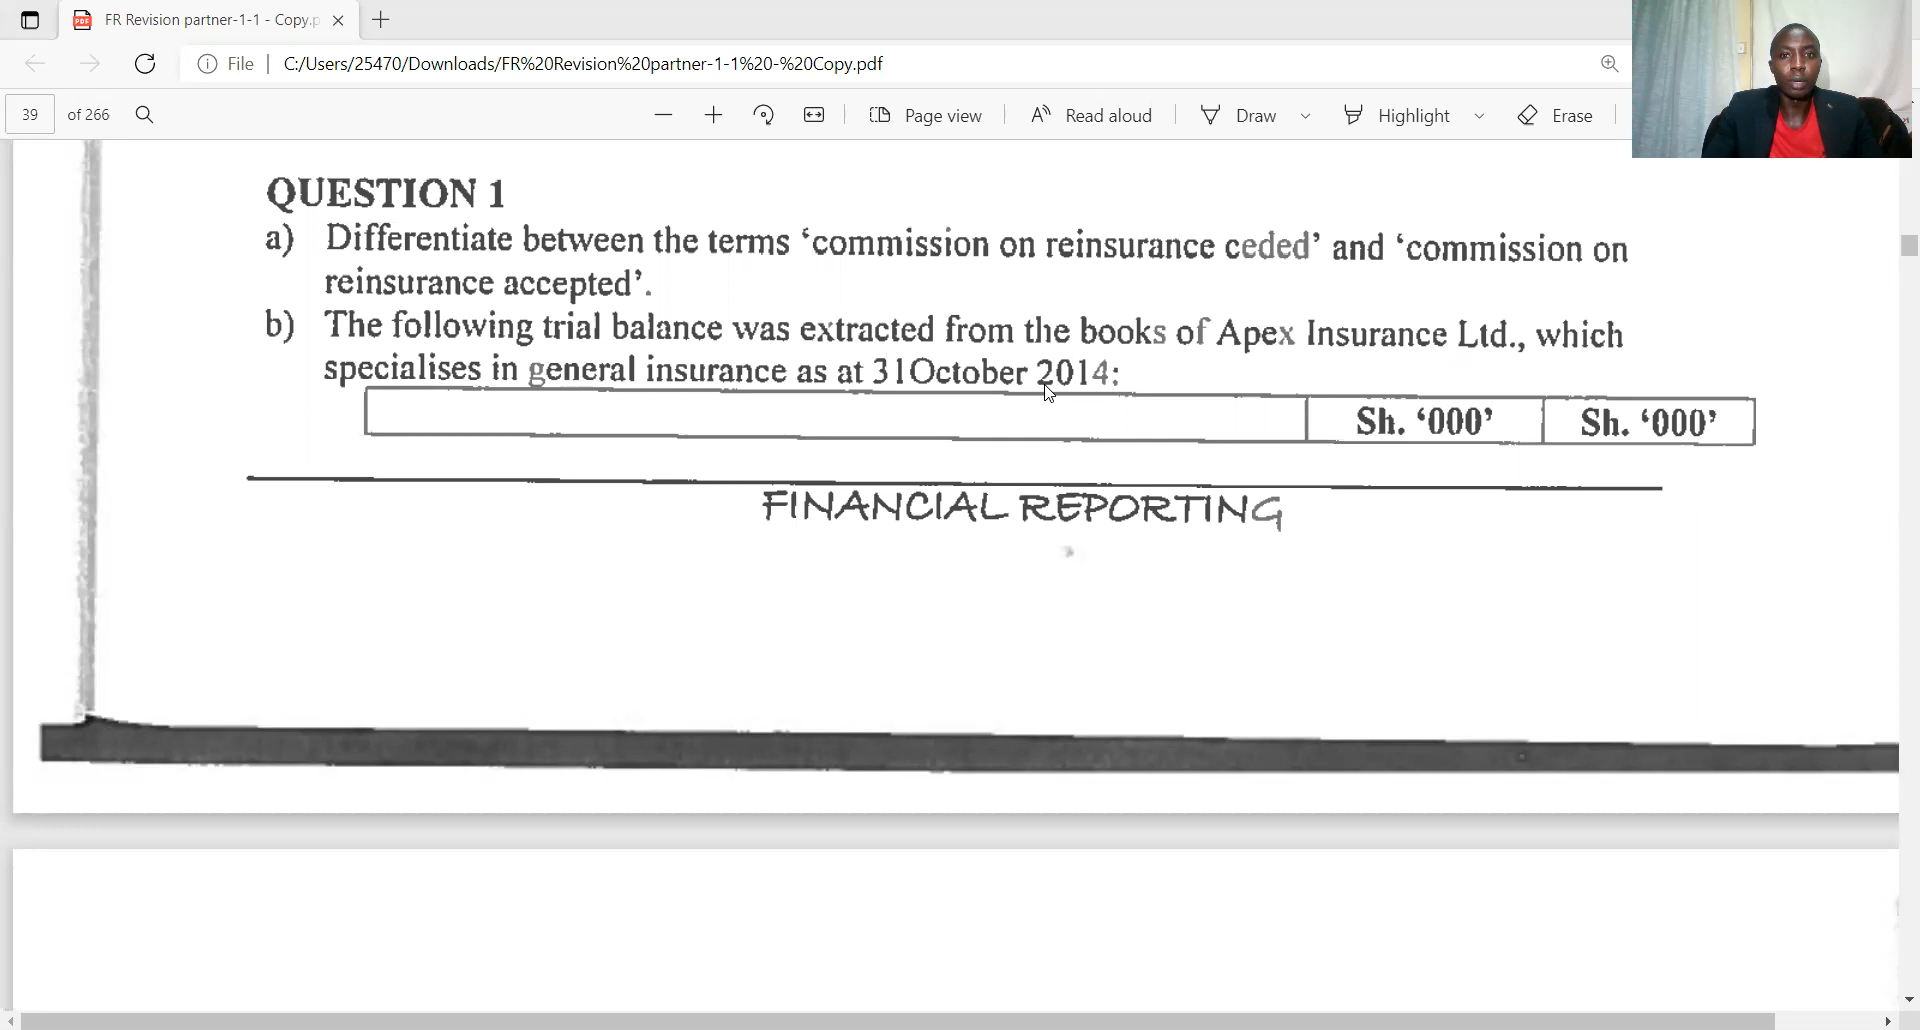 FR Revision partner-1-1 - Copy.p
File
C:/Users/25470/Downloads/FR%20Revision%20partner-1-1%20-%20Copy.pdf
39 of 266
Page view
Read aloud
Draw
Highlight
Erase
QUESTION 1
a) Differentiate between the terms ‘commission on reinsurance ceded’ and ‘commission on
reinsurance accepted’.
b) The following trial balance was extracted from the books of Apex Insurance Ltd., which
specialises in general insurance as at 31October 2014:
Sh. ‘000’ Sh. ‘000’
FINANCIAL REPORTING